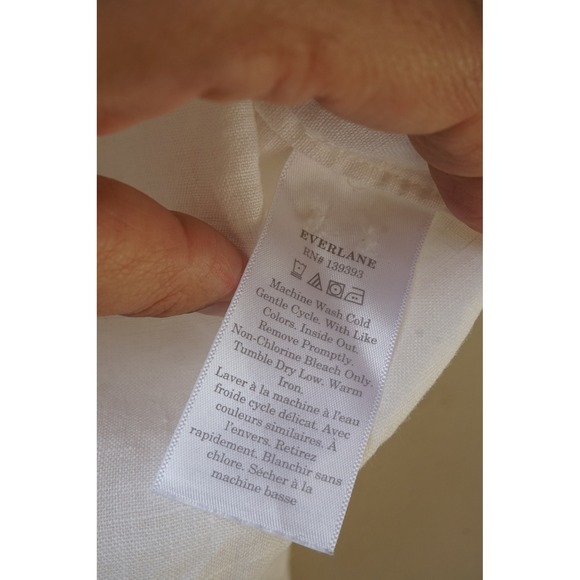 EVERLANE
RN# 139393
Machine Wash Cold
Gentle Cycle. With Like
Colors. Inside Out.
Remove Promptly.
Non-Chlorine Bleach Only.
Tumble Dry Low. Warm
Iron.
Laver à la machine à l'eau
froide cycle délicat. Avec
couleurs similaires. À
l'envers. Retirez
rapidement. Blanchir sans
chlore. Sécher à la
machine basse